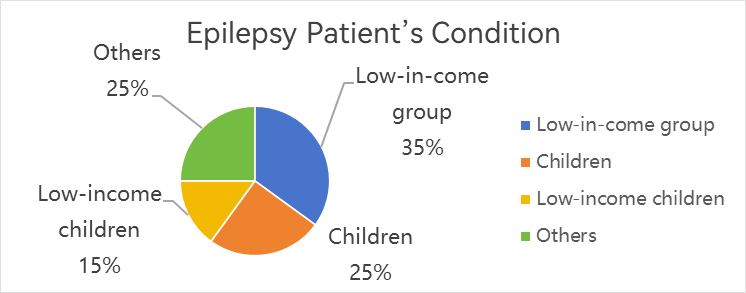 Epilepsy Patient’s Condition
Others
25%
Low-in-come
group
35%
Low-income
children
15%
Children
25%
Low-in-come group
Children
Low-income children
Others